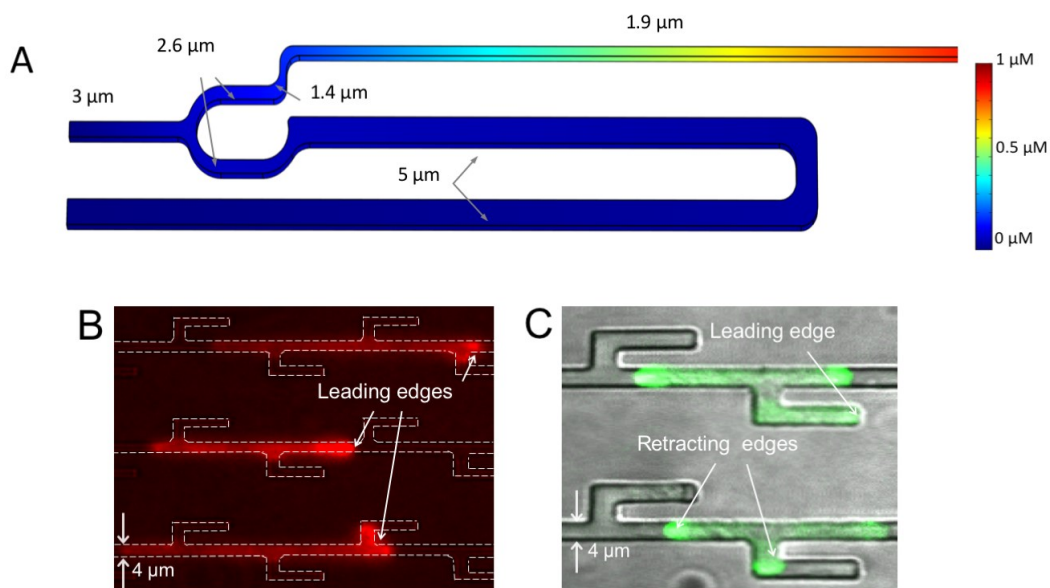 A
3 µm
2.6 µm
1.4 µm
1.9 µm
5 µm
1 µM
0.5 µM
0 µM
B
Leading edges
4 µm
C
Leading edge
Retracting edges
4 µm